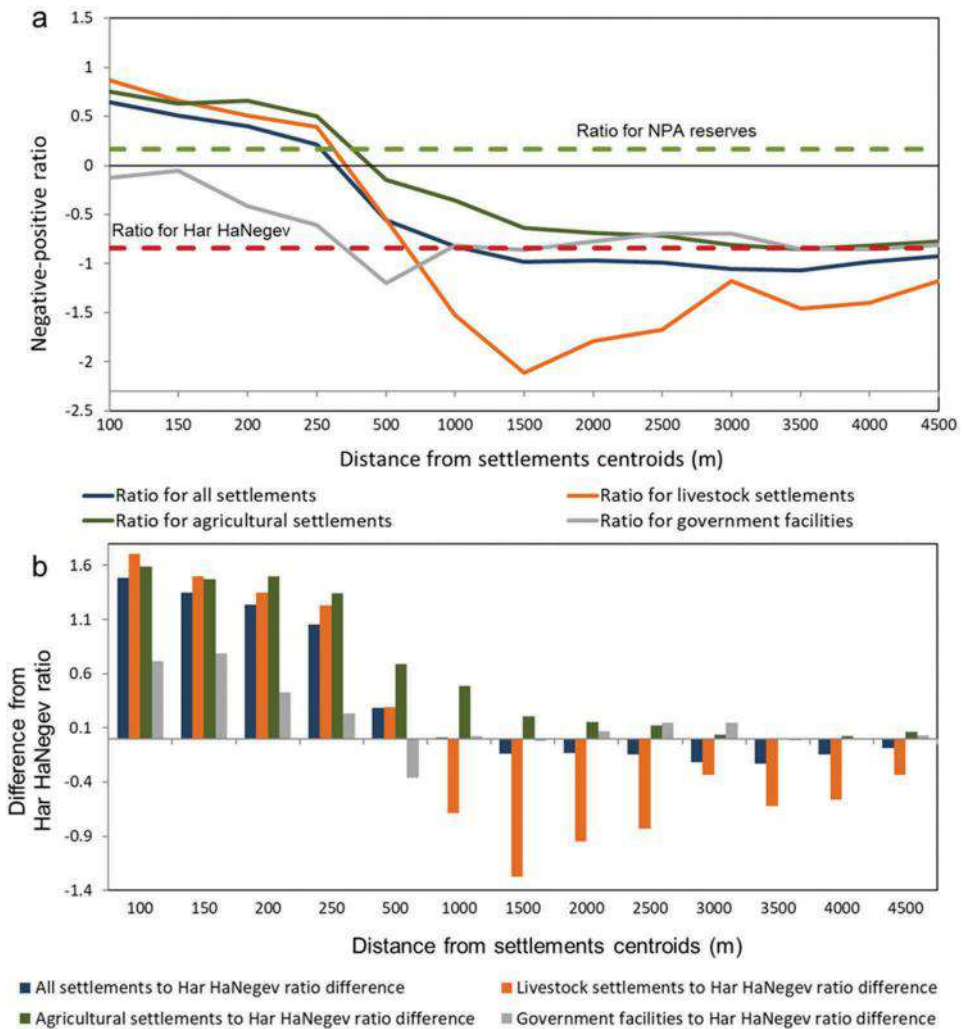 a
1.5
1
0.5
0
-0.5
-1
-1.5
-2
-2.5
Negative-positive ratio
Ratio for NPA reserves
Ratio for Har HaNegev
100 150 200 250 500 1000 1500 2000 2500 3000 3500 4000 4500
Distance from settlements centroids (m)
Ratio for all settlements
Ratio for livestock settlements
Ratio for agricultural settlements
Ratio for government facilities
b
1.6
1.1
0.6
0.1
-0.4
-0.9
-1.4
Difference from
Har HaNegev ratio
100 150 200 250 500 1000 1500 2000 2500 3000 3500 4000 4500
Distance from settlements centroids (m)
All settlements to Har HaNegev ratio difference
Livestock settlements to Har HaNegev ratio difference
Agricultural settlements to Har HaNegev ratio difference
Government facilities to Har HaNegev ratio difference